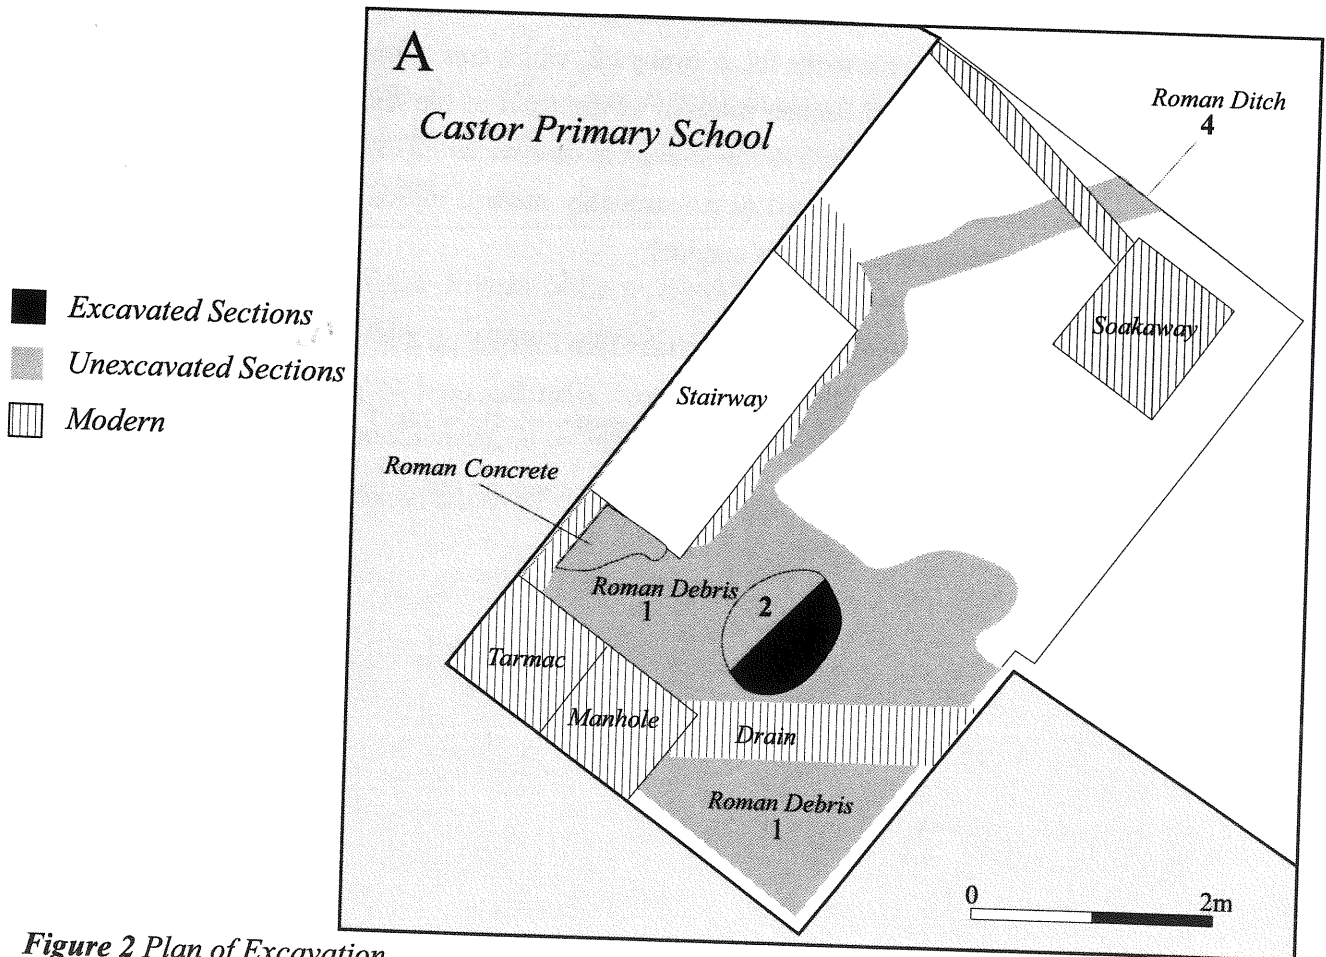 A
Castor Primary School
Roman Ditch
4
Excavated Sections
Unexcavated Sections
Modern
Soakaway
Stairway
Roman Concrete
Roman Debris
1
2
Tarmac
Manhole
Drain
Roman Debris
1
0 2m
Figure 2 Plan of Excavation